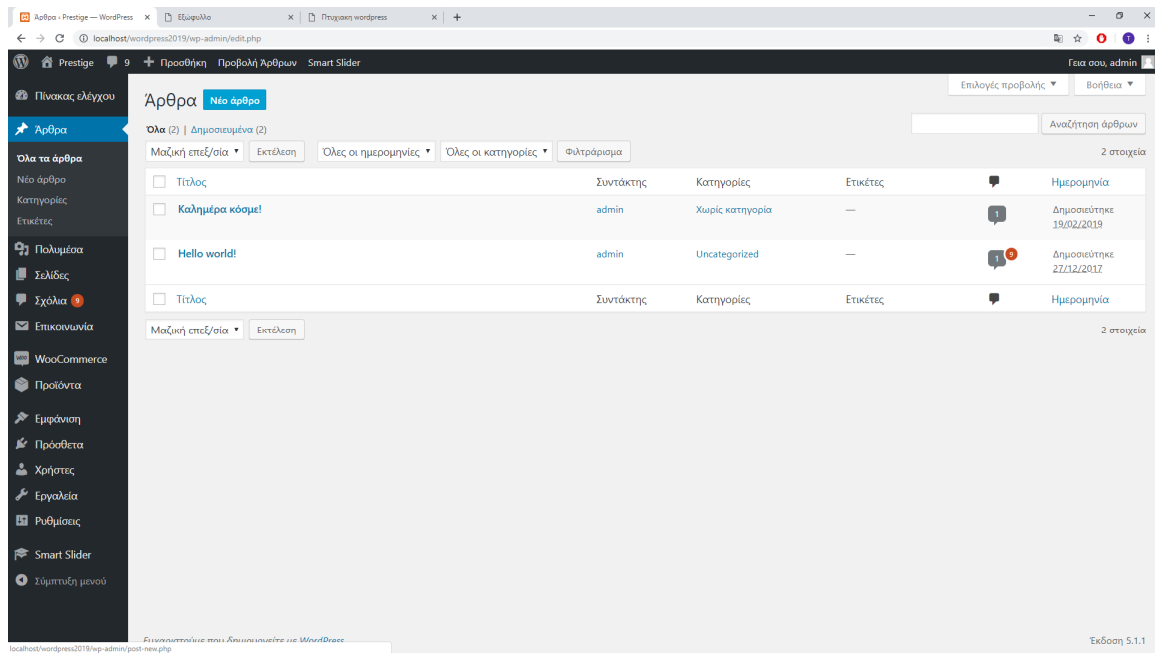 Άρθρα ‹ Prestige — WordPress
Εξώφυλλο
Πτυχιακη wordpress
localhost/wordpress2019/wp-admin/edit.php
T
Prestige 9 Προσθήκη Προβολή Άρθρων Smart Slider
Γεια σου, admin
Πίνακας ελέγχου
Άρθρα
Όλα τα άρθρα
Νέο άρθρο
Κατηγορίες
Ετικέτες
Πολυμέσα
Σελίδες
Σχόλια 9
Επικοινωνία
WooCommerce
Προϊόντα
Εμφάνιση
Πρόσθετα
Χρήστες
Εργαλεία
Ρυθμίσεις
Smart Slider
Σύμπτυξη μενού
Επιλογές προβολής ▼ Βοήθεια ▼
Άρθρα Νέο άρθρο
Όλα (2) | Δημοσιευμένα (2)
Αναζήτηση άρθρων
Μαζική επεξ/σία Εκτέλεση Όλες οι ημερομηνίες Όλες οι κατηγορίες Φιλτράρισμα 2 στοιχεία
Τίτλος Συντάκτης Κατηγορίες Ετικέτες Ημερομηνία
Καλημέρα κόσμε! admin Χωρίς κατηγορία — 1 Δημοσιεύτηκε
19/02/2019
Hello world! admin Uncategorized — 1 9 Δημοσιεύτηκε
27/12/2017
Τίτλος Συντάκτης Κατηγορίες Ετικέτες Ημερομηνία
Μαζική επεξ/σία Εκτέλεση 2 στοιχεία
Ευχαριστούμε που δημιουργείτε με WordPress
Έκδοση 5.1.1
localhost/wordpress2019/wp-admin/post-new.php